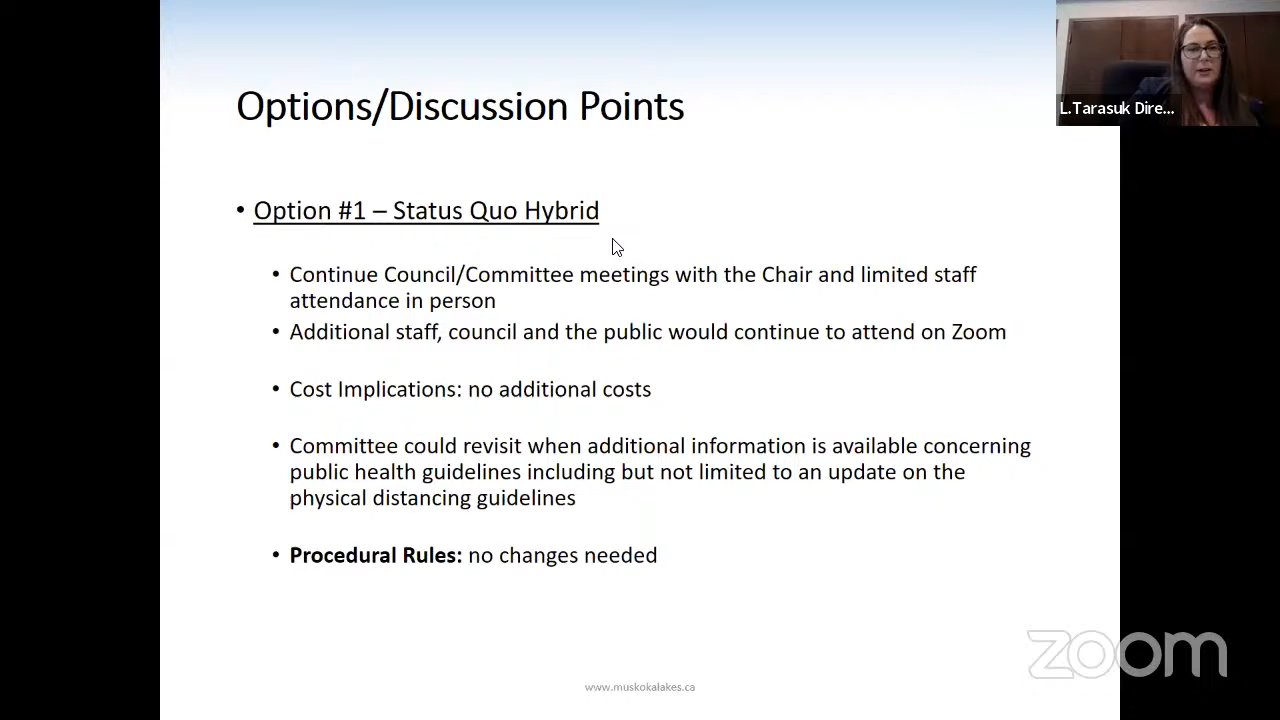 L.Tarasuk Dire...
Options/Discussion Points
• Option #1 – Status Quo Hybrid
• Continue Council/Committee meetings with the Chair and limited staff
attendance in person
• Additional staff, council and the public would continue to attend on Zoom
• Cost Implications: no additional costs
• Committee could revisit when additional information is available concerning
public health guidelines including but not limited to an update on the
physical distancing guidelines
• Procedural Rules: no changes needed
zoom
www.muskokalakes.ca